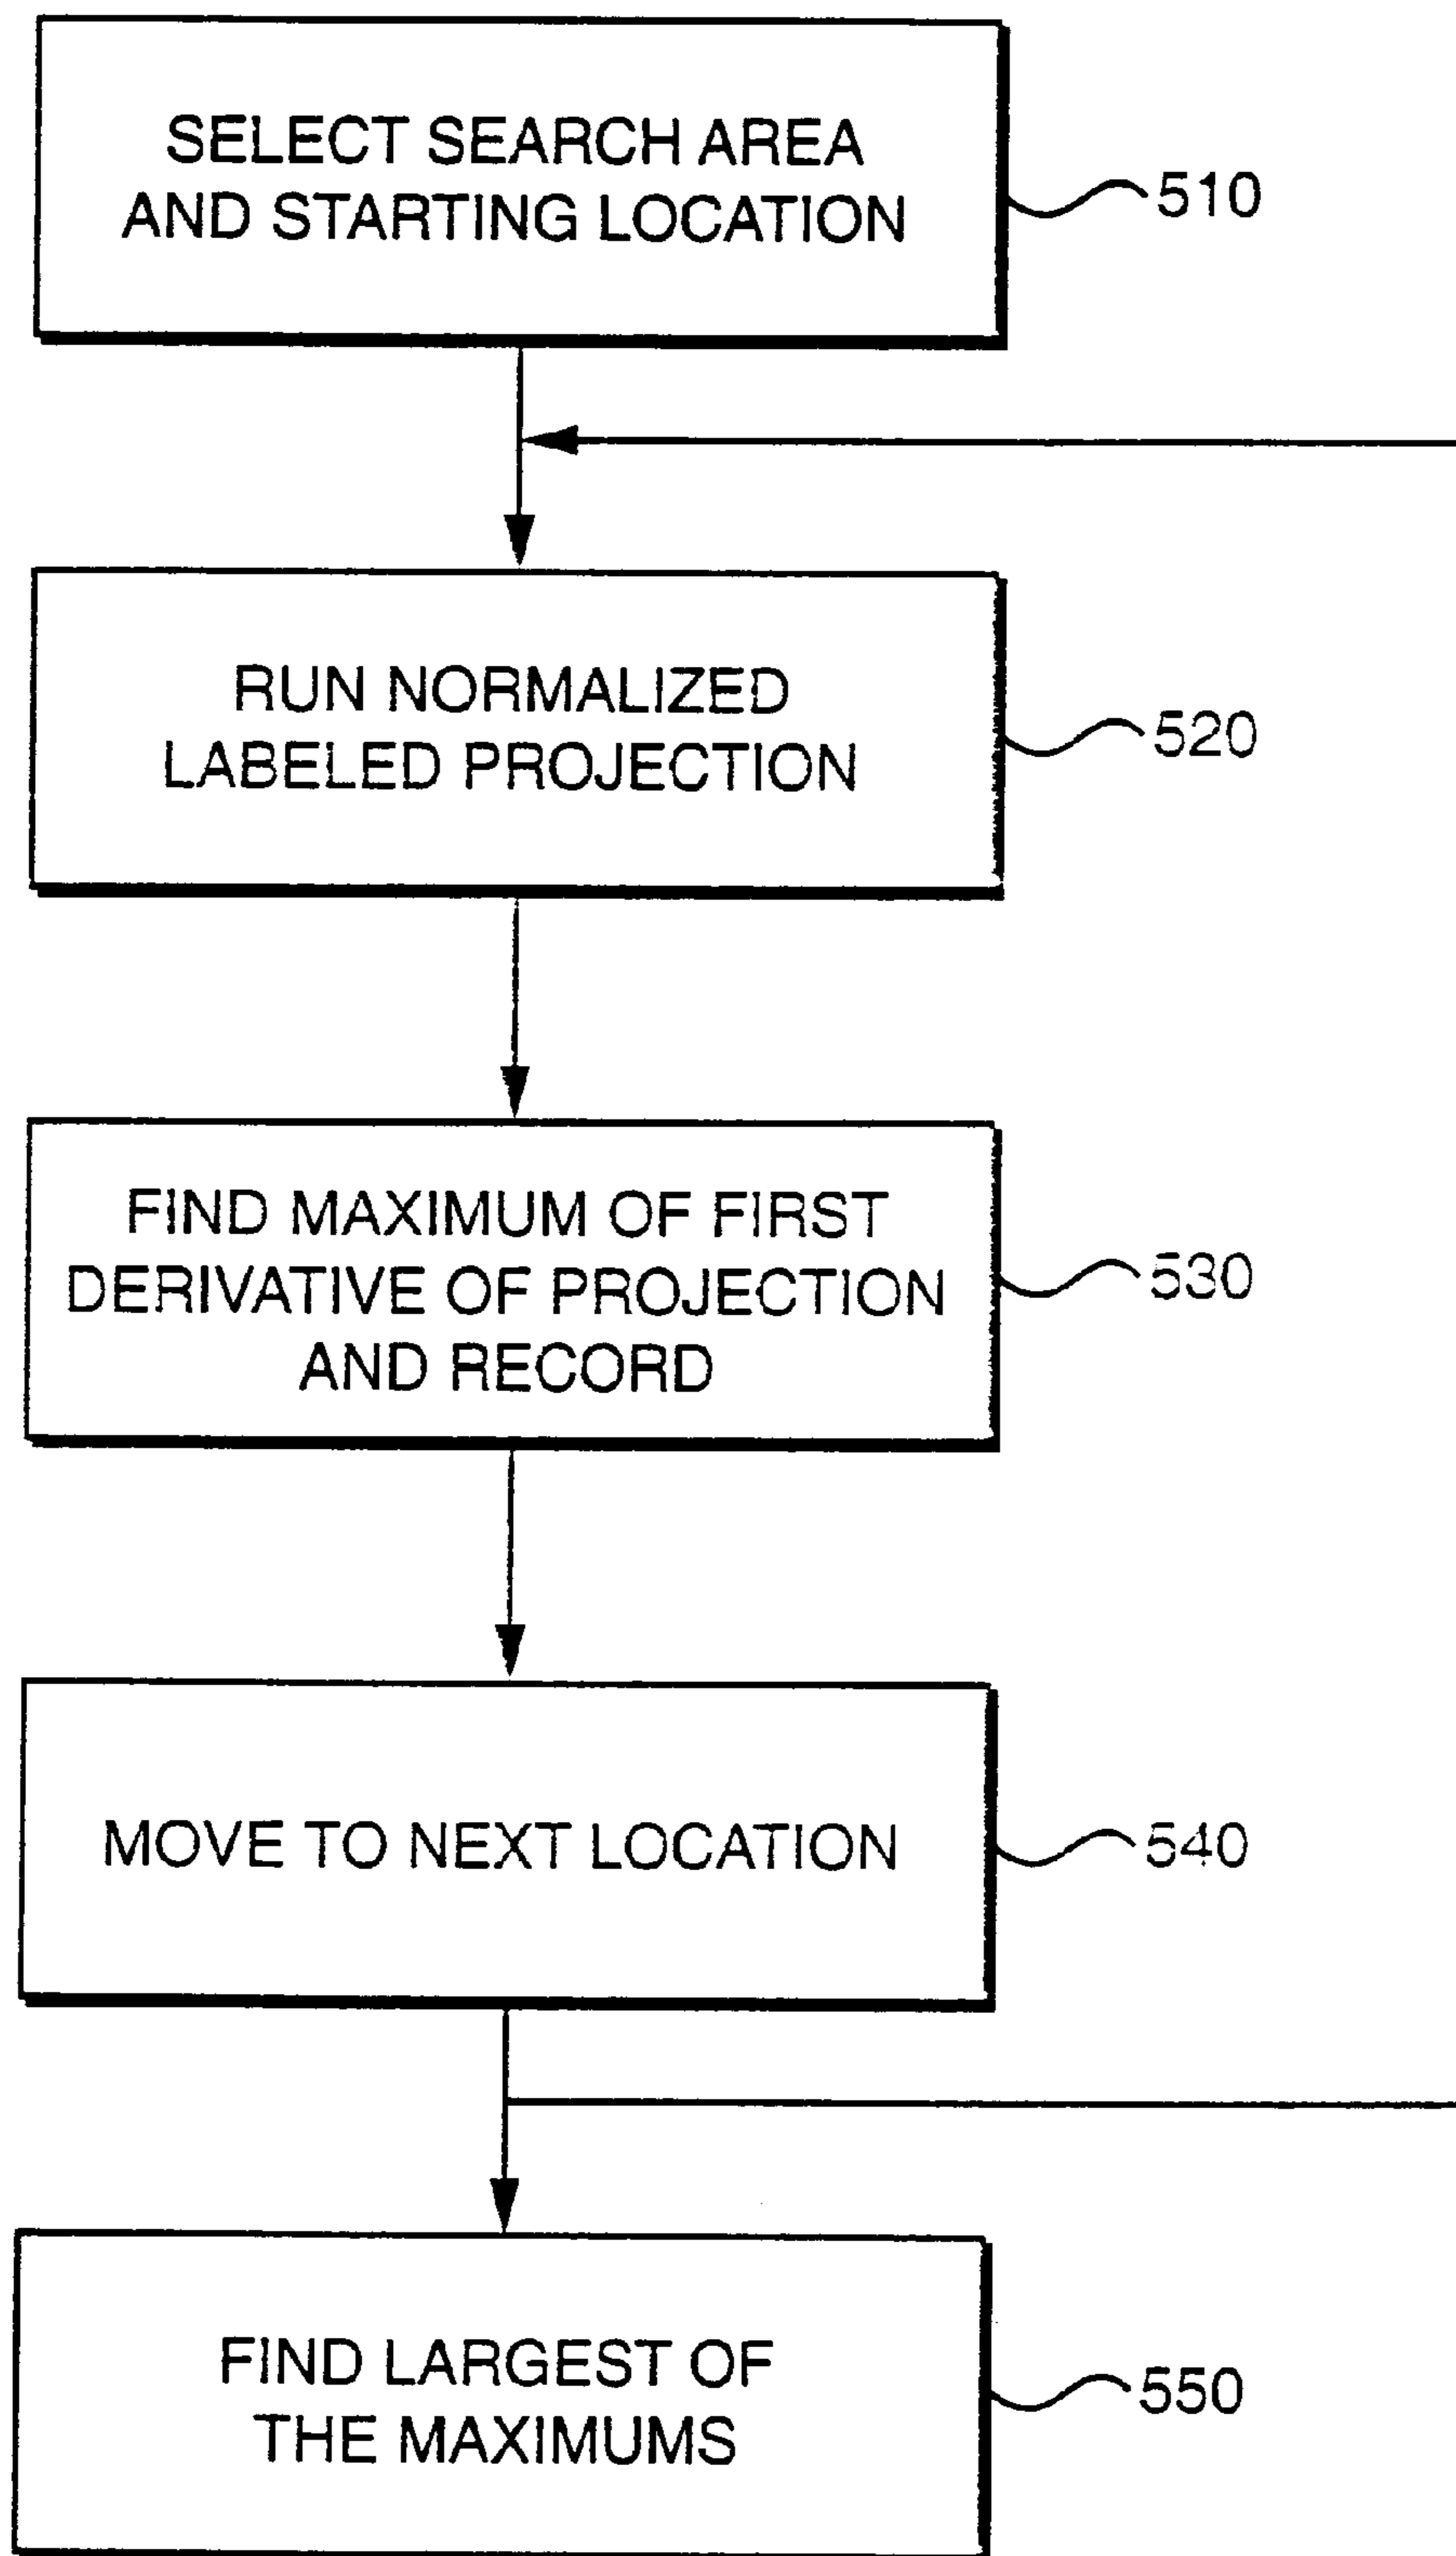 SELECT SEARCH AREA
AND STARTING LOCATION
510
RUN NORMALIZED
LABELED PROJECTION
520
FIND MAXIMUM OF FIRST
DERIVATIVE OF PROJECTION
AND RECORD
530
MOVE TO NEXT LOCATION
540
FIND LARGEST OF
THE MAXIMUMS
550